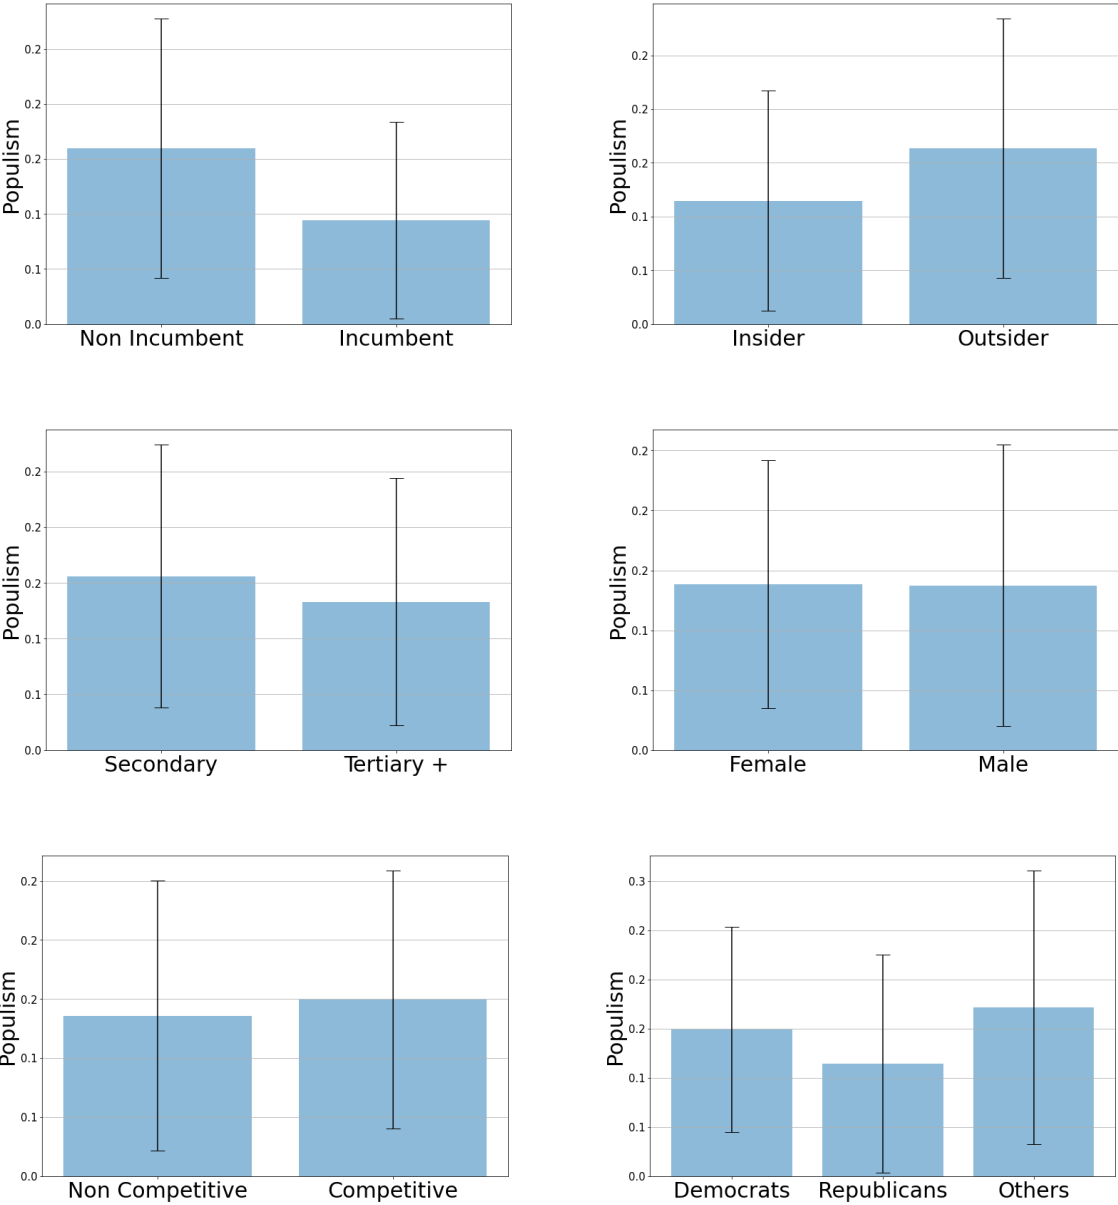 Populism
0.2
0.2
0.2
0.1
0.1
0.0
Non Incumbent
Incumbent
Populism
0.2
0.2
0.2
0.1
0.1
0.0
Insider
Outsider
Populism
0.2
0.2
0.2
0.1
0.1
0.0
Secondary
Tertiary +
Populism
0.2
0.2
0.2
0.1
0.1
0.0
Female
Male
Populism
0.2
0.2
0.2
0.1
0.1
0.0
Non Competitive
Competitive
Populism
0.3
0.2
0.2
0.2
0.1
0.1
0.0
Democrats
Republicans
Others